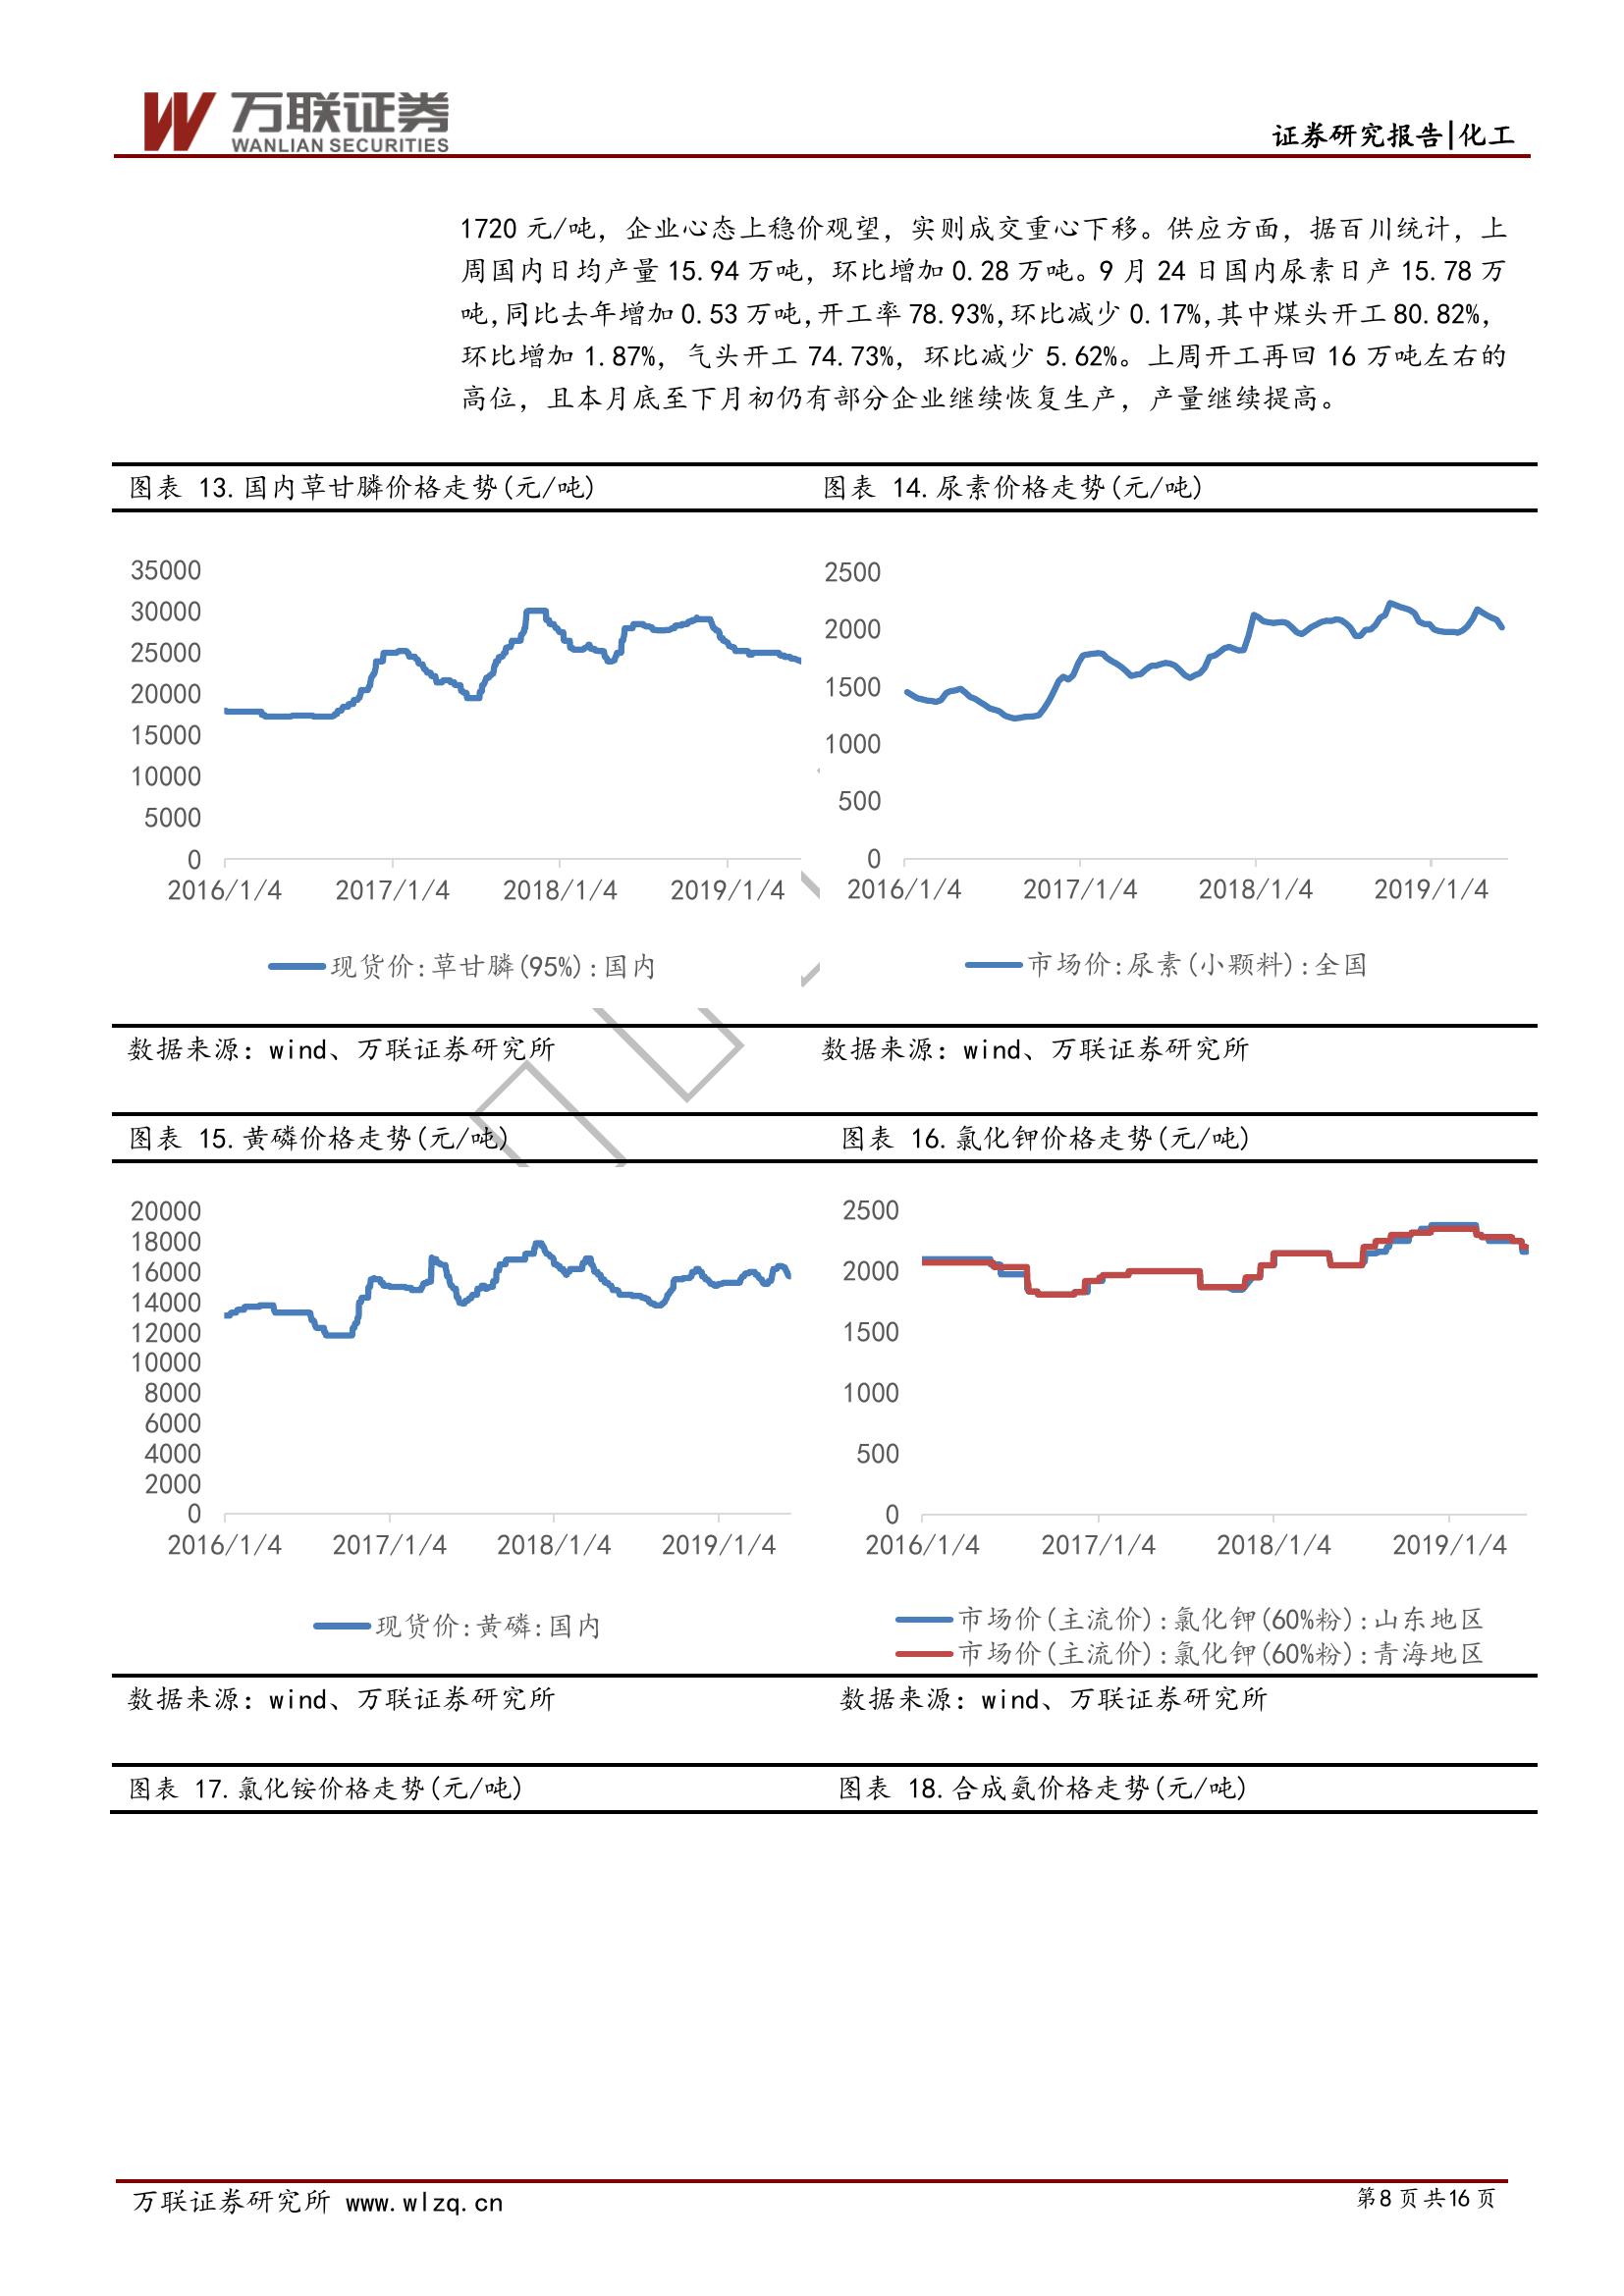 万联证券
WANLIAN SECURITIES
证券研究报告|化工
1720 元/吨，企业心态上稳价观望，实则成交重心下移。供应方面，据百川统计，上
周国内日均产量 15.94 万吨，环比增加 0.28 万吨。9 月 24 日国内尿素日产 15.78 万
吨,同比去年增加 0.53 万吨,开工率 78.93%,环比减少 0.17%,其中煤头开工 80.82%，
环比增加 1.87%，气头开工 74.73%，环比减少 5.62%。上周开工再回 16 万吨左右的
高位，且本月底至下月初仍有部分企业继续恢复生产，产量继续提高。
图表 13.国内草甘膦价格走势(元/吨)
35000
30000
25000
20000
15000
10000
5000
0
2016/1/4 2017/1/4 2018/1/4 2019/1/4
现货价:草甘膦(95%):国内
数据来源：wind、万联证券研究所
图表 14.尿素价格走势(元/吨)
2500
2000
1500
1000
500
0
2016/1/4 2017/1/4 2018/1/4 2019/1/4
市场价:尿素(小颗料):全国
数据来源：wind、万联证券研究所
图表 15.黄磷价格走势(元/吨)
20000
18000
16000
14000
12000
10000
8000
6000
4000
2000
0
2016/1/4 2017/1/4 2018/1/4 2019/1/4
现货价:黄磷:国内
数据来源：wind、万联证券研究所
图表 16.氯化钾价格走势(元/吨)
2500
2000
1500
1000
500
0
2016/1/4 2017/1/4 2018/1/4 2019/1/4
市场价(主流价):氯化钾(60%粉):山东地区
市场价(主流价):氯化钾(60%粉):青海地区
数据来源：wind、万联证券研究所
图表 17.氯化铵价格走势(元/吨)
图表 18.合成氨价格走势(元/吨)
万联证券研究所 www.wlzq.cn
第8 页 共16 页